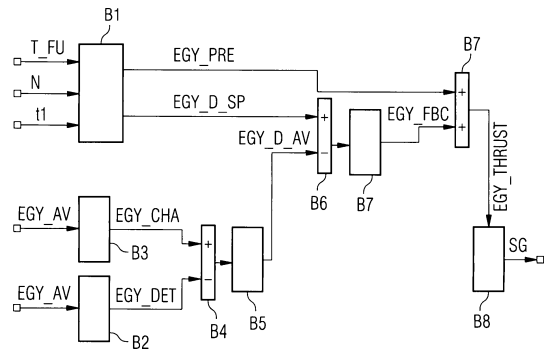 B1
T_FU
N
t1
EGY_PRE
EGY_D_SP
B7
+
+
EGY_D_AV
+
−
B6
B7
EGY_FBC
EGY_THRUST
EGY_AV
EGY_CHA
B3
+
−
B4
B5
SG
B8
EGY_AV
EGY_DET
B2